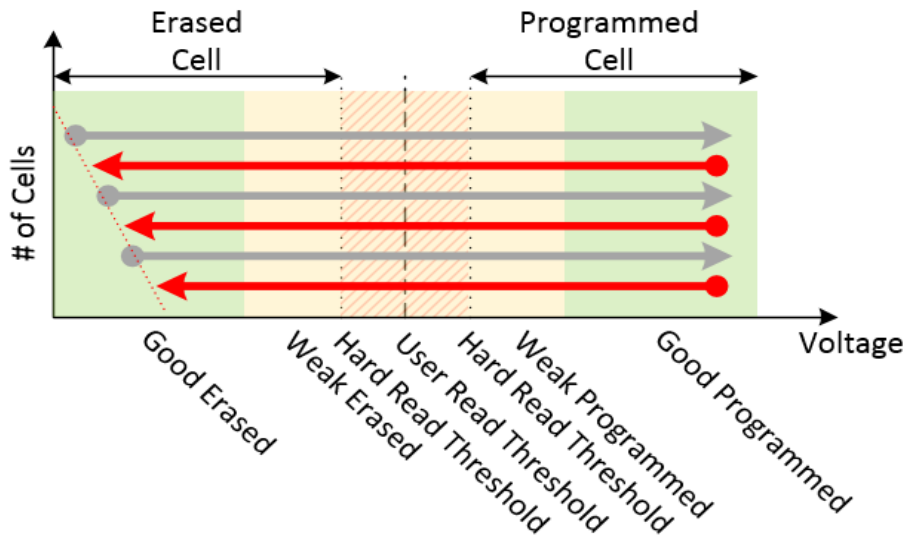 Erased
Cell
Programmed
Cell
# of Cells
Voltage
Good Erased
Weak Erased
Hard Read Threshold
User Read Threshold
Hard Read Threshold
Weak Programmed
Good Programmed